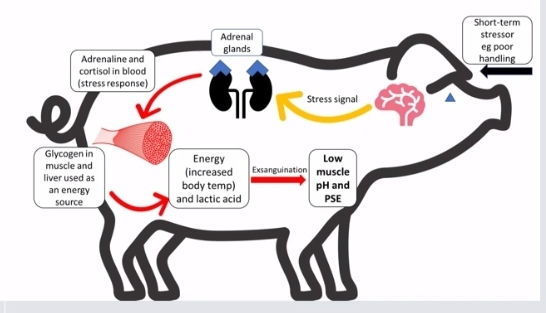 Short-term
stressor
eg poor
handling
Stress signal
Adrenal
glands
Adrenaline and
cortisol in blood
(stress response)
Glycogen in
muscle and
liver used as
an energy
source
Energy
(increased
body temp)
and lactic acid
Exsanguination
Low
muscle
pH and
PSE